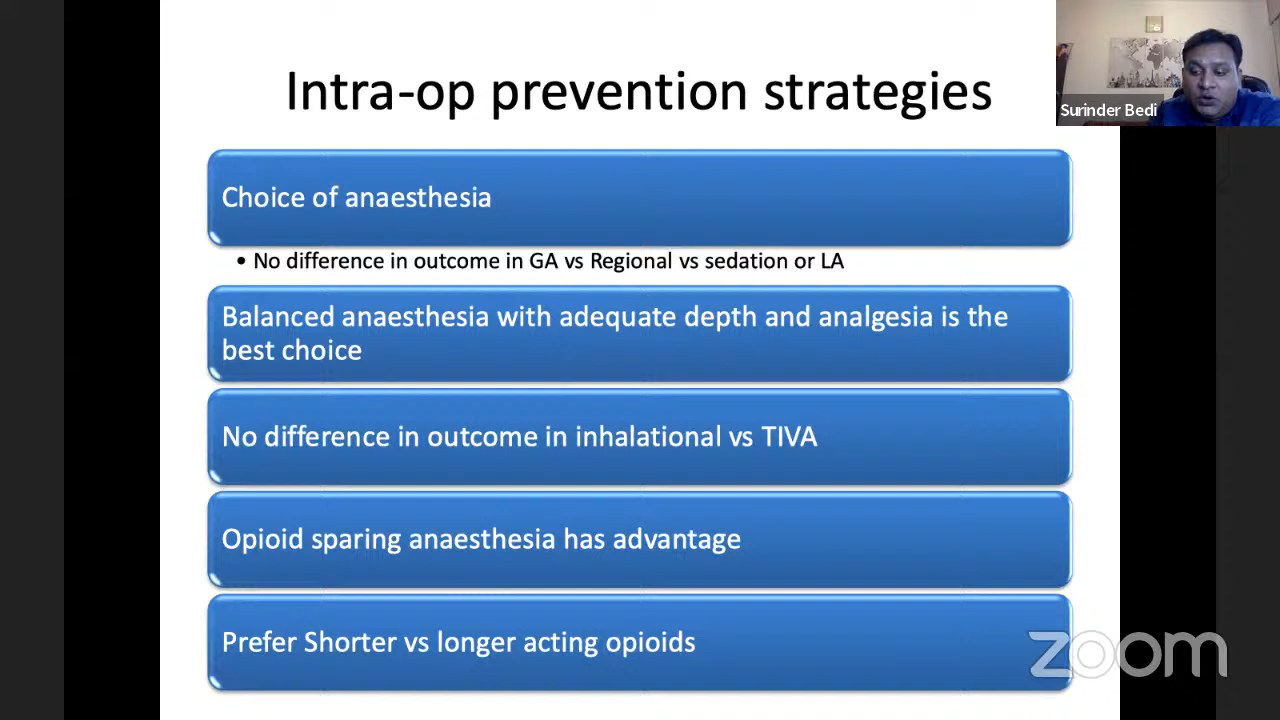 Intra-op prevention strategies
Surinder Bedi
Choice of anaesthesia
• No difference in outcome in GA vs Regional vs sedation or LA
Balanced anaesthesia with adequate depth and analgesia is the
best choice
No difference in outcome in inhalational vs TIVA
Opioid sparing anaesthesia has advantage
Prefer Shorter vs longer acting opioids
zoom